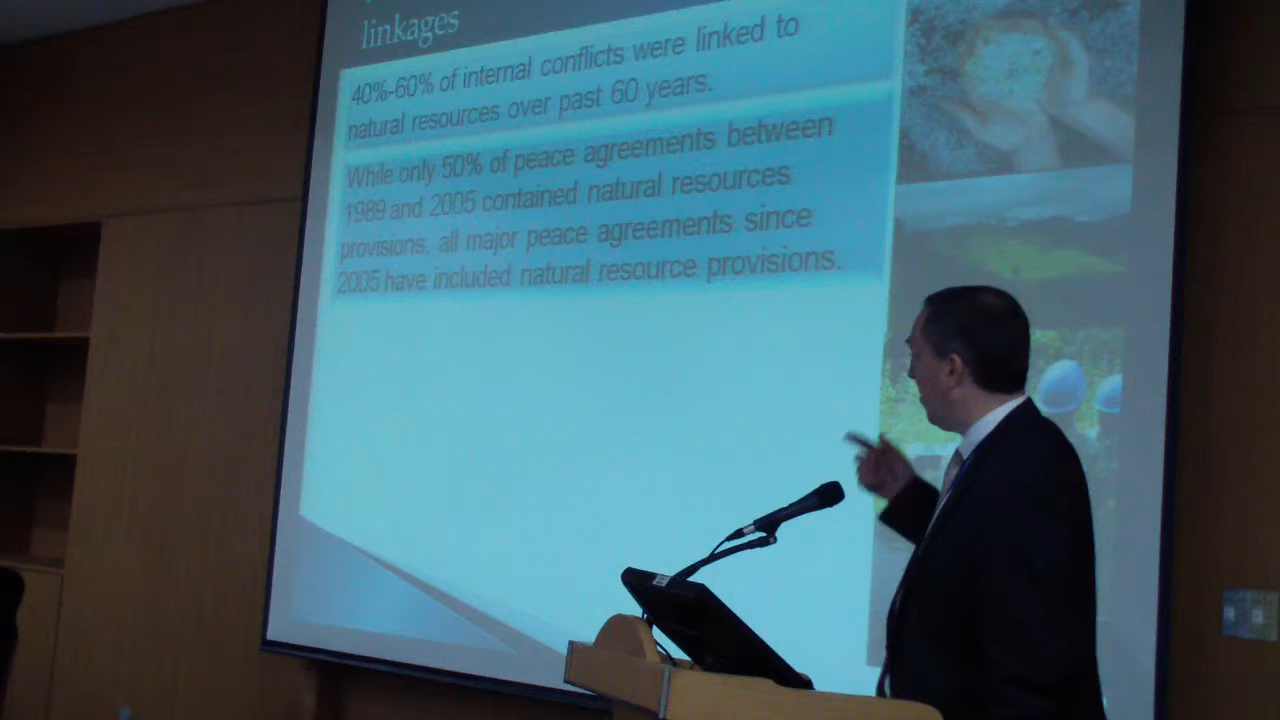 linkages
40%-60% of internal conflicts were linked to
natural resources over past 60 years.
While only 50% of peace agreements between
1989 and 2005 contained natural resources
provisions, all major peace agreements since
2005 have included natural resource provisions.